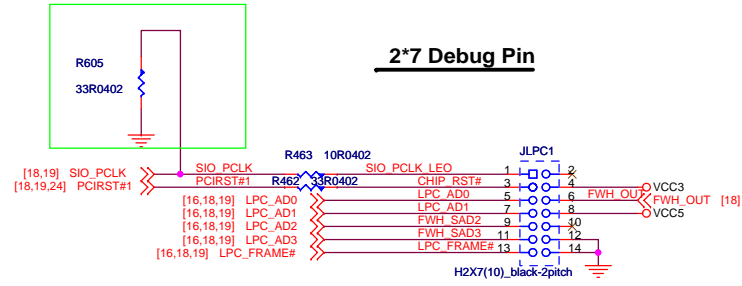 2*7 Debug Pin
R605
33R0402
R463 10R0402
JLPC1
[18,19] SIO_PCLK SIO_PCLK SIO_PCLK_LEO 1 2
[18,19,24] PCIRST#1 PCIRST#1 R462 33R0402 CHIP_RST# 3 4 VCC3
[16,18,19] LPC_AD0 LPC_AD0 5 6 FWH_OUT FWH_OUT [18]
[16,18,19] LPC_AD1 LPC_AD1 7 8 VCC5
[16,18,19] LPC_AD2 FWH_SAD2 9 10
[16,18,19] LPC_AD3 FWH_SAD3 11 12
[16,18,19] LPC_FRAME# LPC_FRAME# 13 14
H2X7(10)_black-2pitch